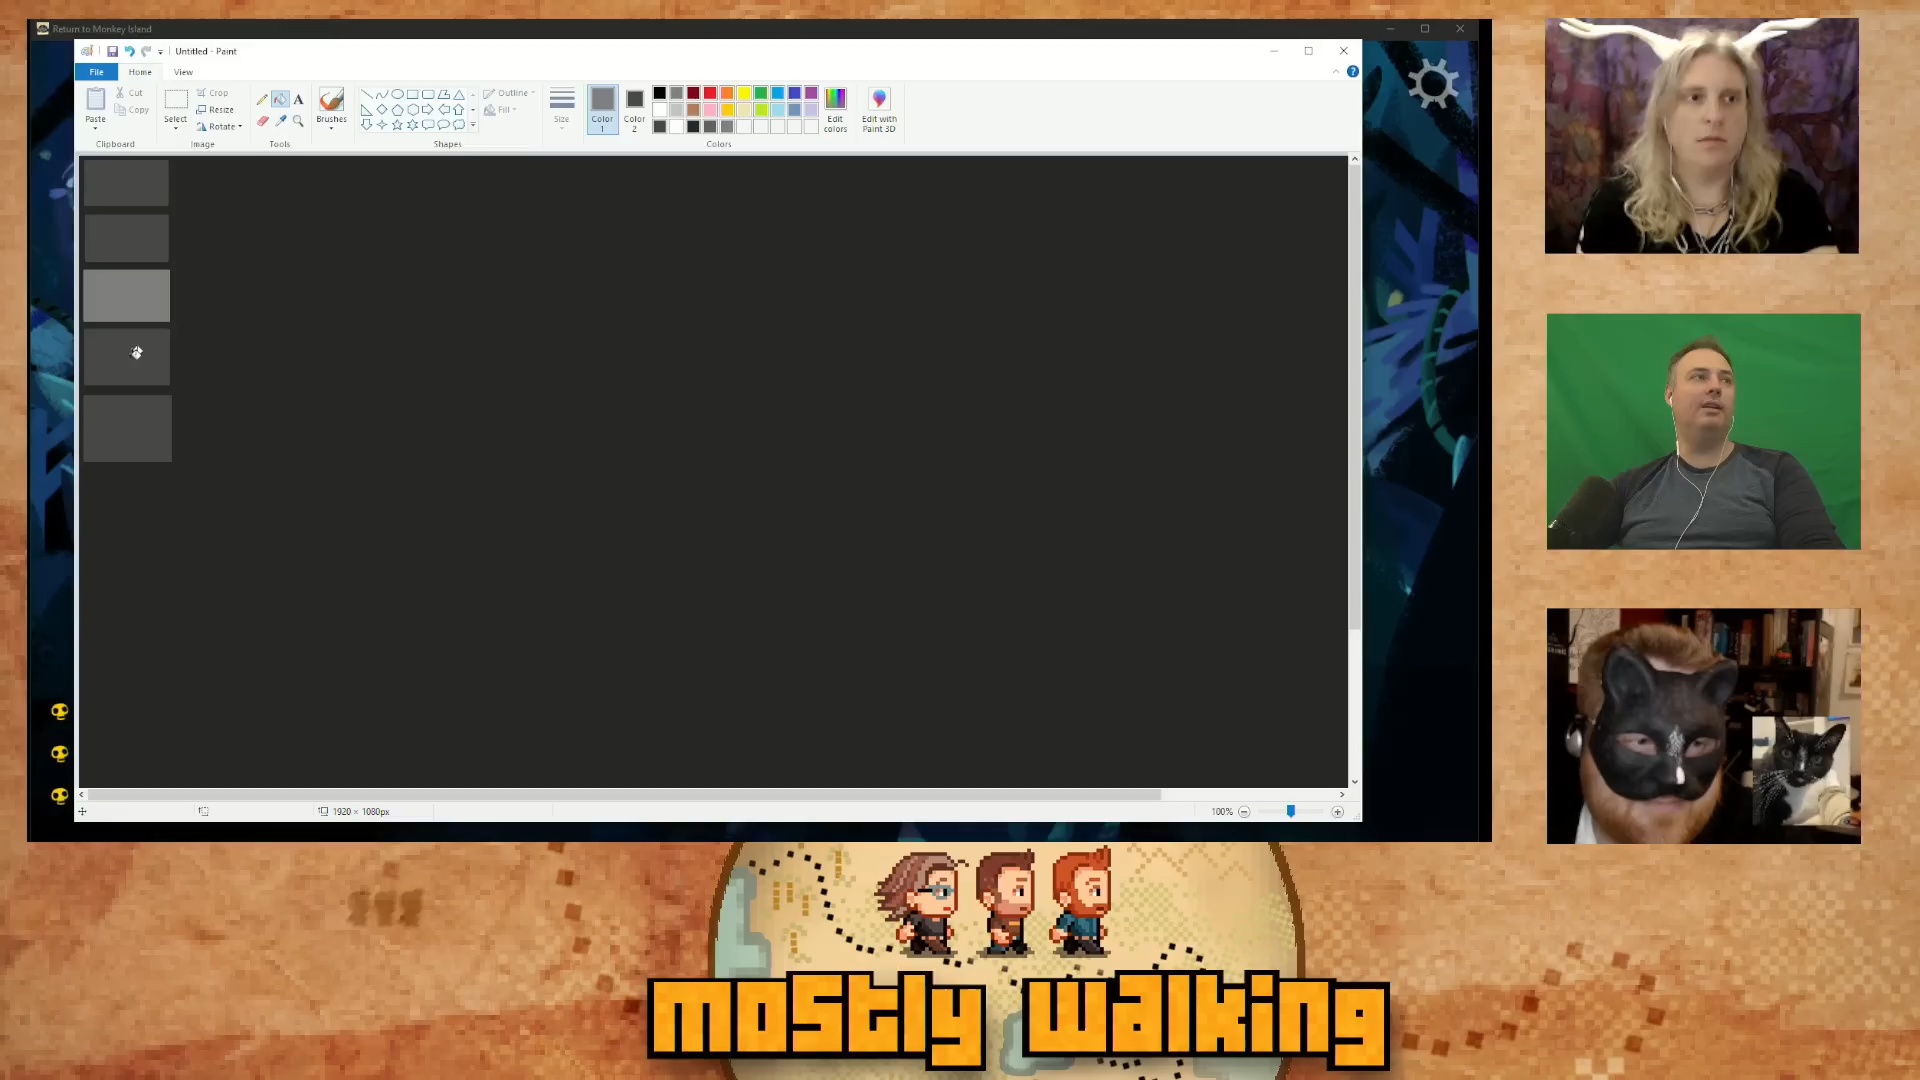 Return to Monkey Island
Untitled - Paint
File
Home
View
Paste
Cut
Copy
Clipboard
Select
Crop
Resize
Rotate
Image
A
Tools
Brushes
Shapes
Outline
Fill
Size
Color
1
Color
2
Edit
colors
Edit with
Paint 3D
Colors
1920 × 1080px
100%
mostly walking